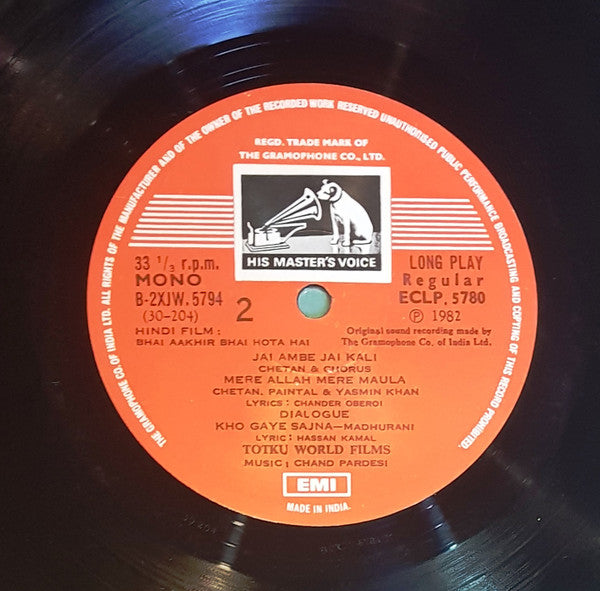 THE GRAMOPHONE CO. OF INDIA LTD. ALL RIGHTS OF THE MANUFACTURER AND OF THE OWNER OF THE RECORDED WORK RESERVED UNAUTHORISED PUBLIC PERFORMANCE BROADCASTING AND COPYING OF THIS RECORD PROHIBITED.
REGD. TRADE MARK OF
THE GRAMOPHONE CO., LTD.
HIS MASTER'S VOICE
33 1/3 r.p.m.
MONO
B-2XJW. 5794
(30-204)
2
LONG PLAY
Regular
ECLP. 5780
℗ 1982
HINDI FILM:
BHAI AAKHIR BHAI HOTA HAI
Original sound recording made by
The Gramophone Co. of India Ltd.
JAI AMBE JAI KALI
CHETAN & CHORUS
MERE ALLAH MERE MAULA
CHETAN, PAINTAL & YASMIN KHAN
LYRICS: CHANDER OBEROI
DIALOGUE
KHO GAYE SAJNA—MADHURANI
LYRIC: HASSAN KAMAL
TOTKU WORLD FILMS
MUSIC; CHAND PARDESI
EMI
MADE IN INDIA.